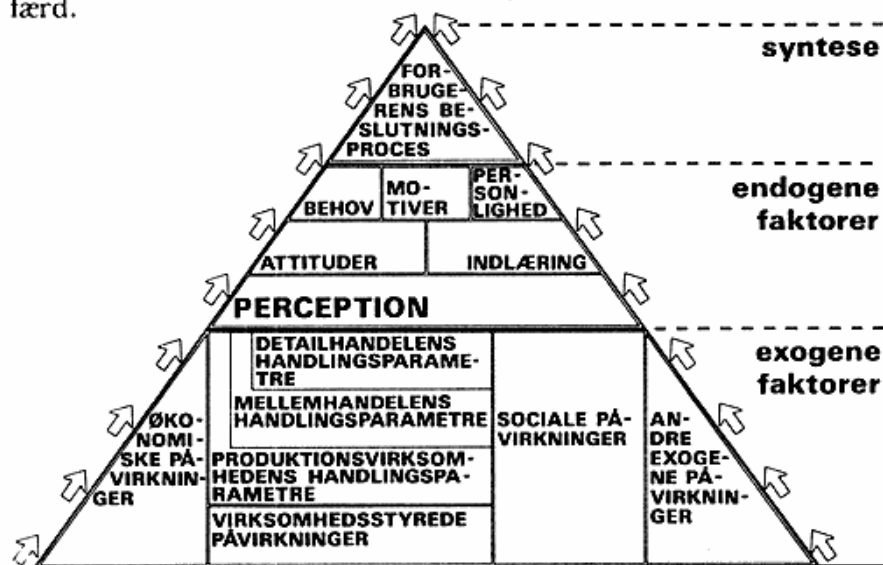 færd.
syntese
FOR-
BRUGE-
RENS BE-
SLUTNINGS-
PROCES
endogene
faktorer
BEHOV
MO-
TIVER
PER-
SON-
LIGHED
ATTITUDER
INDLÆRING
PERCEPTION
exogene
faktorer
ØKO-
NOMI-
SKE PÅ-
VIRKNIN-
GER
DETAILHANDELENS
HANDLINGSPARAME-
TRE
MELLEMHANDELENS
HANDLINGSPARAMETRE
PRODUKTIONSVIRKSOM-
HEDENS HANDLINGSPA-
RAMETRE
VIRKSOMHEDSSTYREDE
PÅVIRKNINGER
SOCIALE PÅ-
VIRKNINGER
AN-
DRE
EXOGE-
NE PÅ-
VIRKNIN-
GER